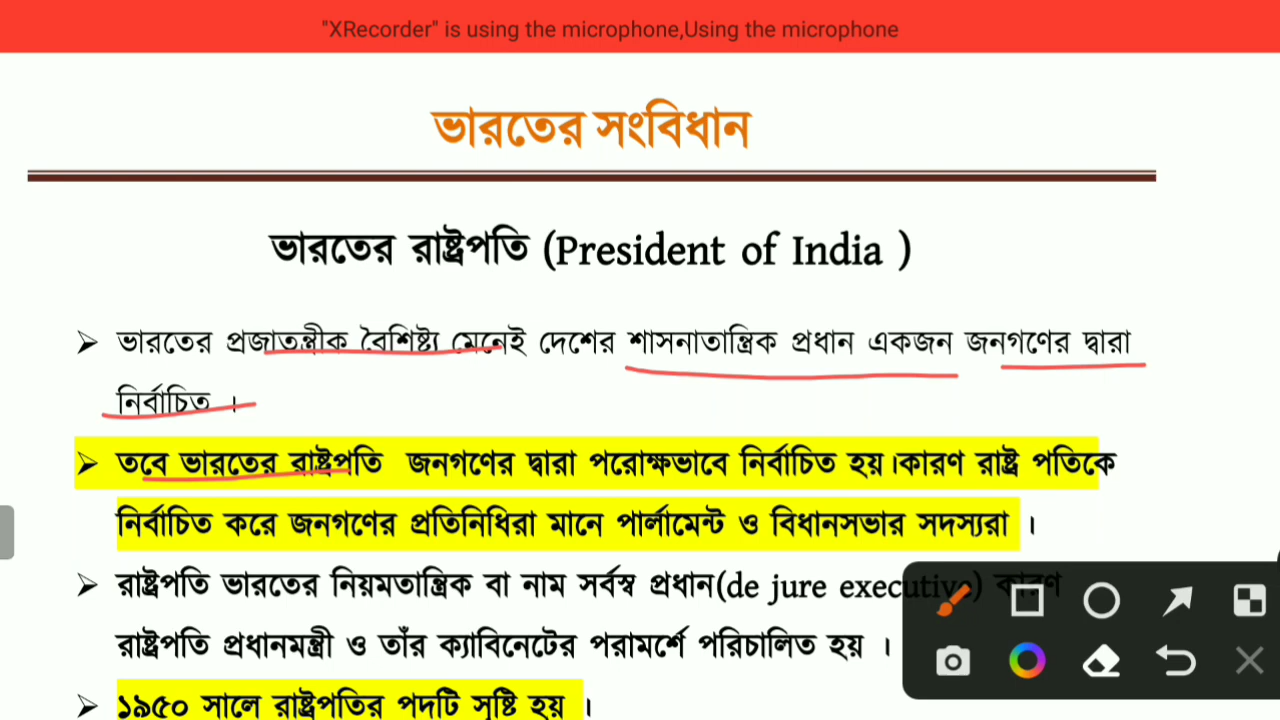 "XRecorder" is using the microphone,Using the microphone
ভারতের সংবিধান
ভারতের রাষ্ট্রপতি (President of India )
➢ ভারতের প্রজাতন্ত্রীক বৈশিষ্ট্য মেনেই দেশের শাসনাতান্ত্রিক প্রধান একজন জনগণের দ্বারা
নির্বাচিত ।
➢ তবে ভারতের রাষ্ট্রপতি জনগণের দ্বারা পরোক্ষভাবে নির্বাচিত হয়।কারণ রাষ্ট্র পতিকে
নির্বাচিত করে জনগণের প্রতিনিধিরা মানে পার্লামেন্ট ও বিধানসভার সদস্যরা ।
➢ রাষ্ট্রপতি ভারতের নিয়মতান্ত্রিক বা নাম সর্বস্ব প্রধান(de jure executive) কারণ
রাষ্ট্রপতি প্রধানমন্ত্রী ও তাঁর ক্যাবিনেটের পরামর্শে পরিচালিত হয় ।
➢ ১৯৫০ সালে রাষ্ট্রপতির পদটি সৃষ্টি হয় ।